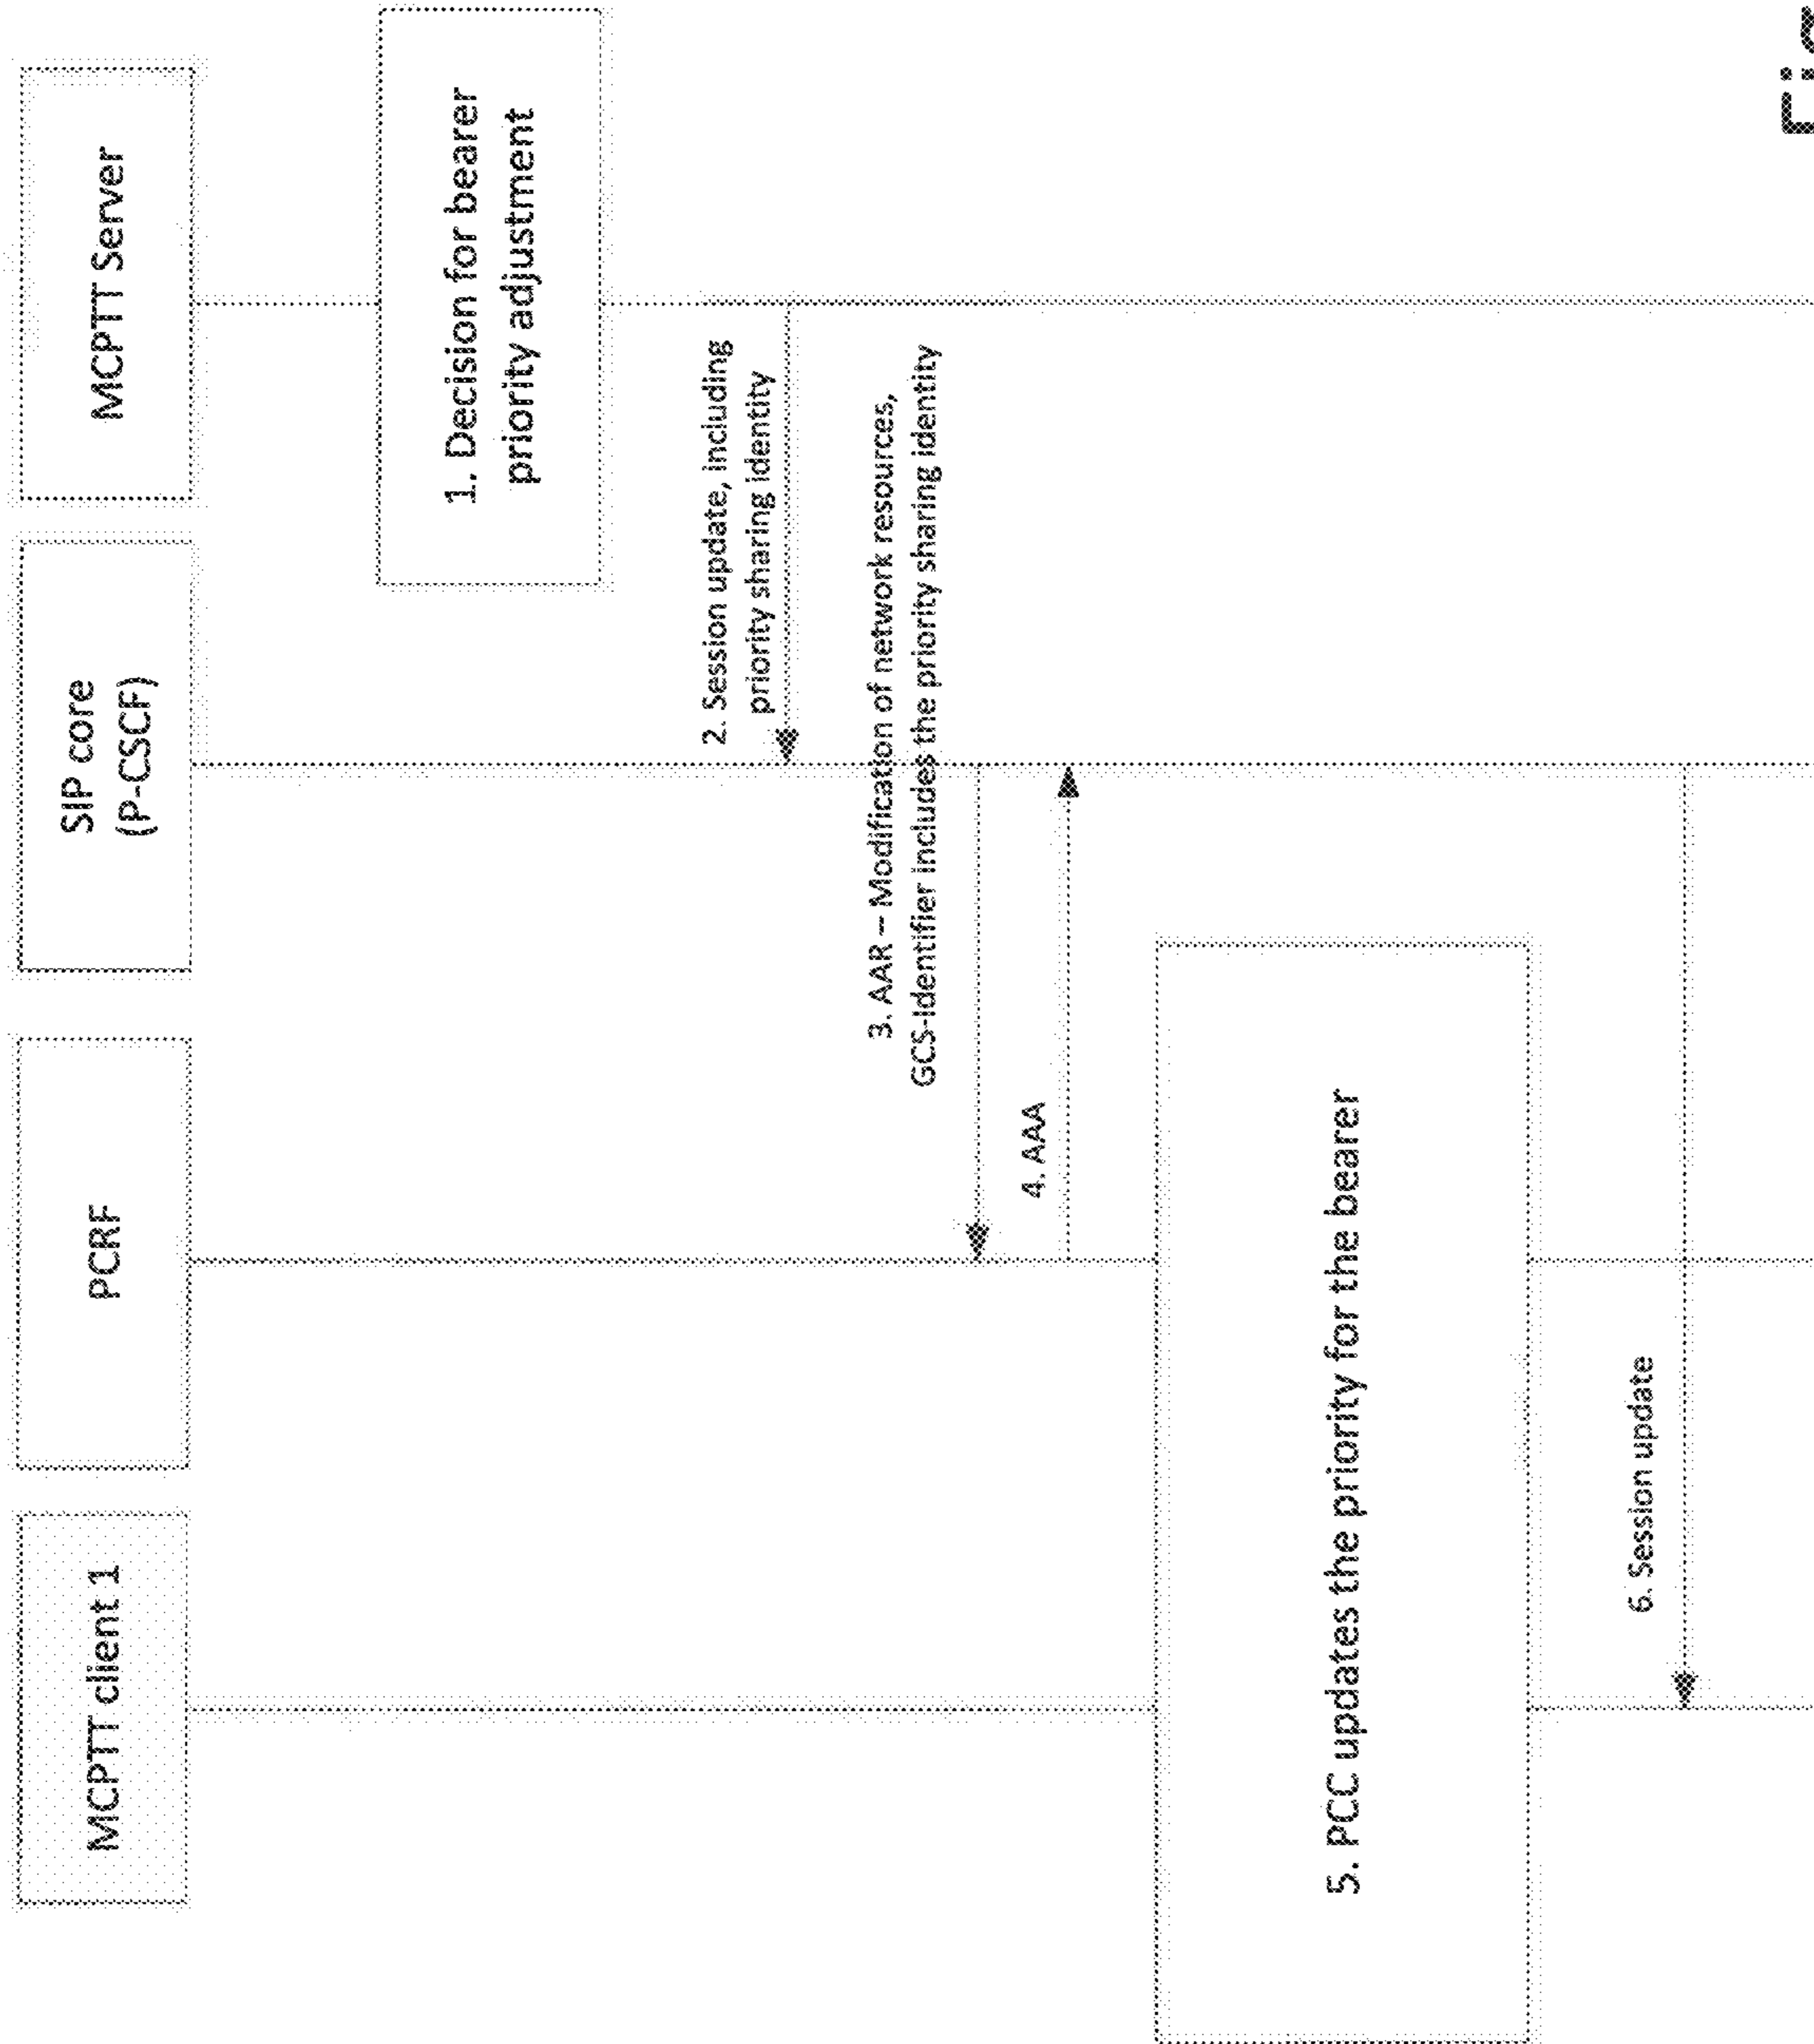 MCPTT client 1
PCRF
SIP core
(P-CSCF)
MCPTT Server
1. Decision for bearer
priority adjustment
2. Session update, including
priority sharing identity
3. AAR – Modification of network resources,
GCS-Identifier includes the priority sharing identity
4. AAA
5. PCC updates the priority for the bearer
6. Session update